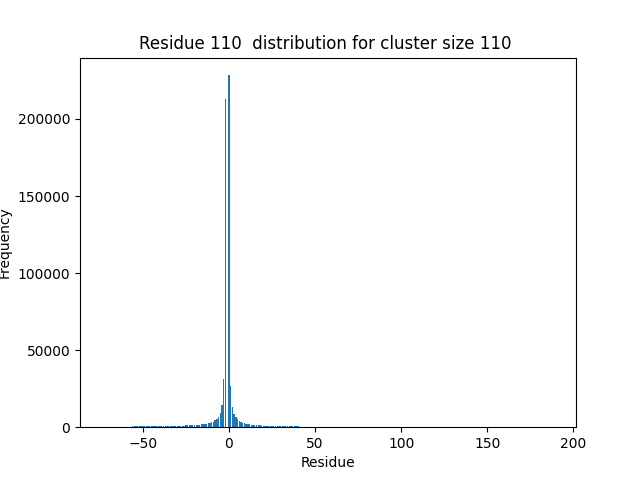 Residue 110  distribution for cluster size 110
200000
150000
100000
50000
0
Frequency
−50 0 50 100 150 200
Residue